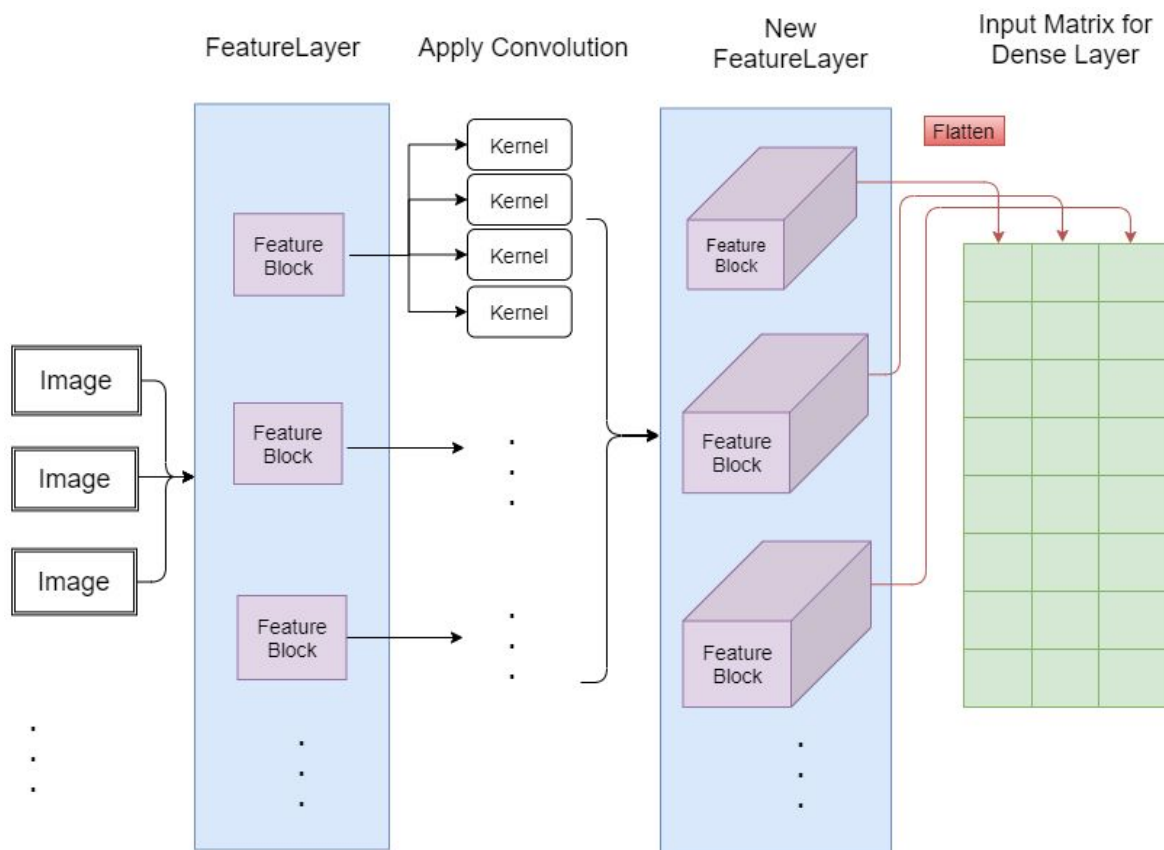 FeatureLayer
Apply Convolution
New
FeatureLayer
Input Matrix for
Dense Layer
Flatten
Kernel
Kernel
Kernel
Kernel
Feature
Block
Feature
Block
Image
Image
Image
Feature
Block
Feature
Block
Feature
Block
Feature
Block